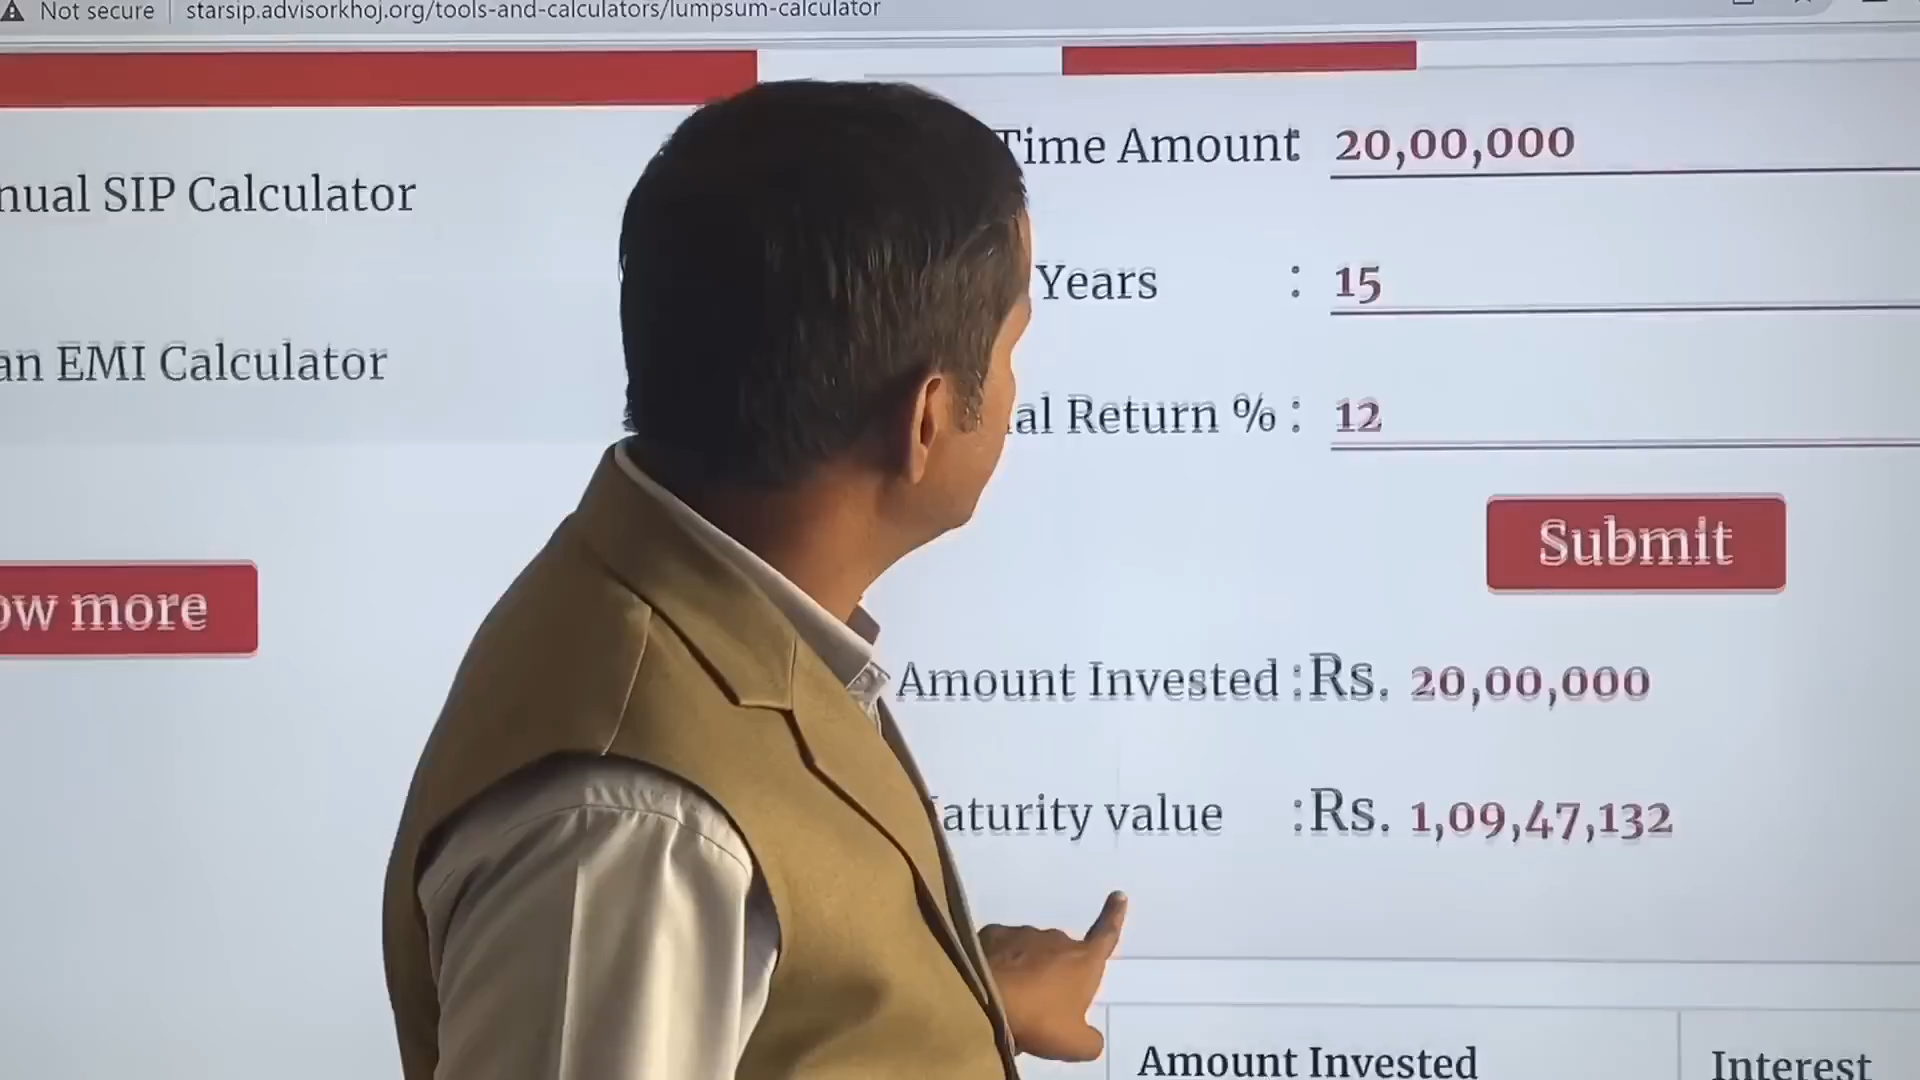 Not secure starsip.advisorkhoj.org/tools-and-calculators/lumpsum-calculator
Time Amount : 20,00,000
nual SIP Calculator
Years : 15
an EMI Calculator
al Return % : 12
Submit
ow more
Amount Invested : Rs. 20,00,000
aturity value : Rs. 1,09,47,132
Amount Invested
Interest